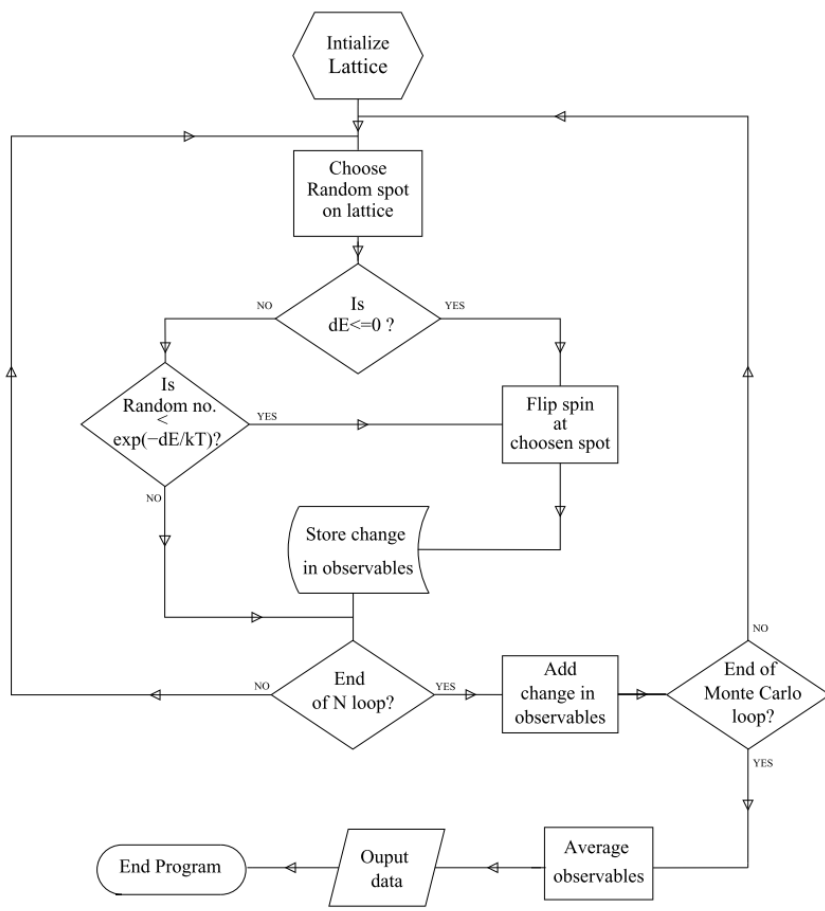 Intialize
Lattice
Choose
Random spot
on lattice
Is
dE<=0 ?
NO
YES
Is
Random no.
<
exp(−dE/kT)?
YES
NO
Flip spin
at
choosen spot
Store change
in observables
End
of N loop?
NO
YES
Add
change in
observables
End of
Monte Carlo
loop?
NO
YES
Average
observables
Ouput
data
End Program